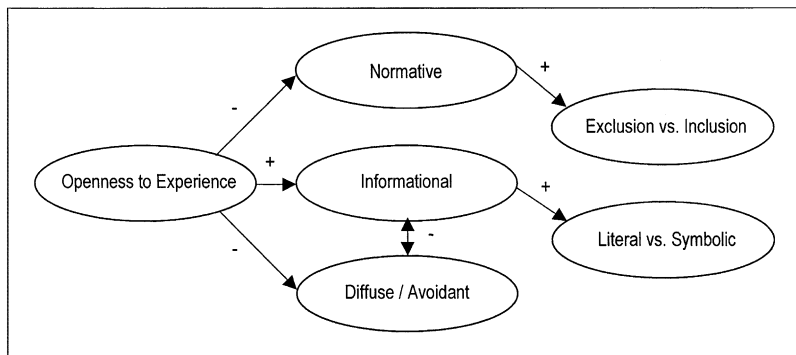 Normative
+
-
Exclusion vs. Inclusion
+
Openness to Experience
Informational
+
-
Literal vs. Symbolic
-
Diffuse / Avoidant